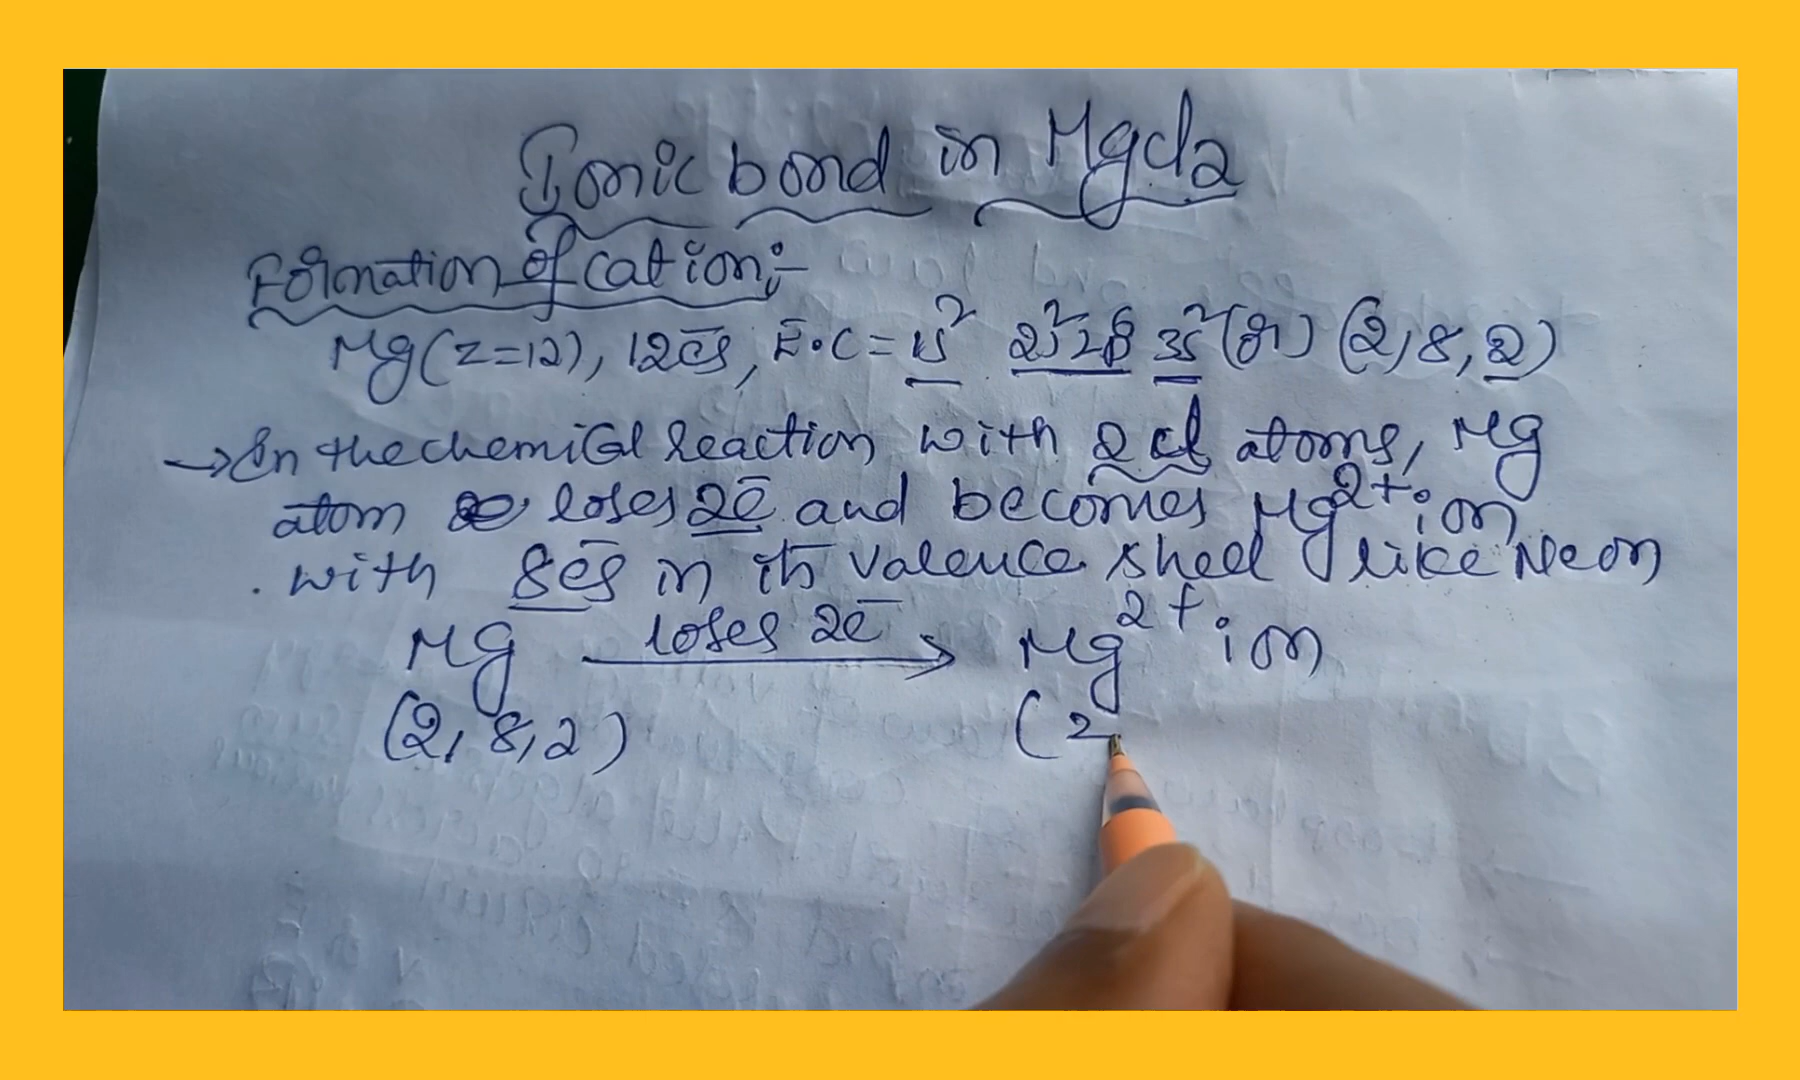 Ionic bond in Mgcl2
Formation of cation:-
Mg(z=12), 12e̅s, E.C = 1s² 2s²2p⁶ 3s² (or) (2,8,2)
→ In the chemical reaction with 2 cl atoms, Mg
atom loses 2e̅ and becomes Mg²⁺ ion
with 8e̅s in its valence shell like Neon
Mg loses 2e̅ → Mg²⁺ ion
(2, 8, 2) (2